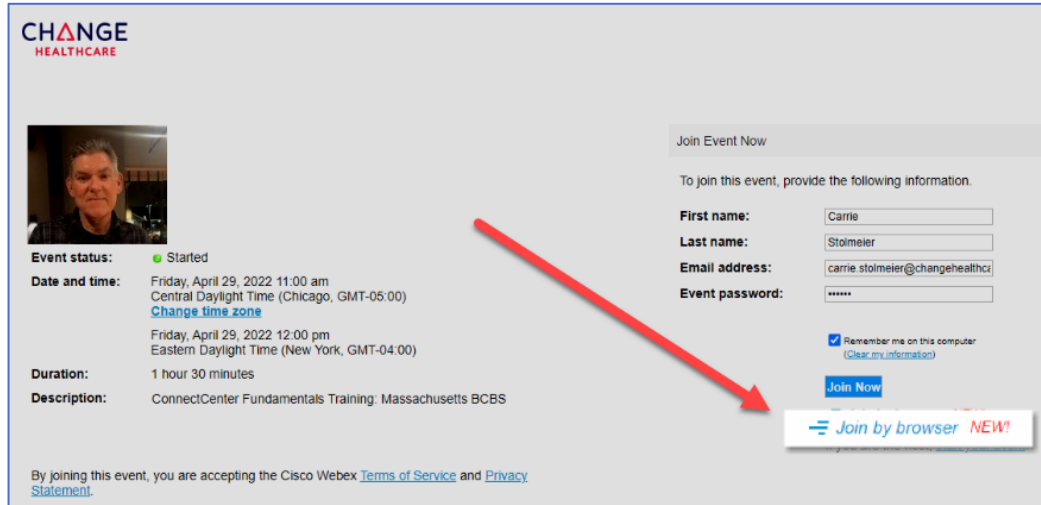 CHANGE
HEALTHCARE
Event status: Started
Date and time: Friday, April 29, 2022 11:00 am
Central Daylight Time (Chicago, GMT-05:00)
Change time zone
Friday, April 29, 2022 12:00 pm
Eastern Daylight Time (New York, GMT-04:00)
Duration: 1 hour 30 minutes
Description: ConnectCenter Fundamentals Training: Massachusetts BCBS
By joining this event, you are accepting the Cisco Webex Terms of Service and Privacy
Statement.
Join Event Now
To join this event, provide the following information.
First name: Carrie
Last name: Stolmeier
Email address: carrie.stolmeier@changehealthca
Event password: ••••••
Remember me on this computer
(Clear my information)
Join Now
Join by browser NEW!